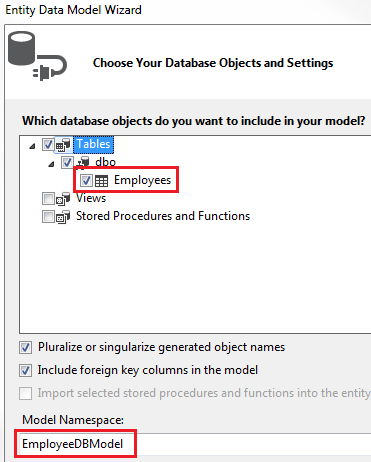 Entity Data Model Wizard
Choose Your Database Objects and Settings
Which database objects do you want to include in your model?
Tables
dbo
Employees
Views
Stored Procedures and Functions
Pluralize or singularize generated object names
Include foreign key columns in the model
Import selected stored procedures and functions into the entity
Model Namespace:
EmployeeDBModel